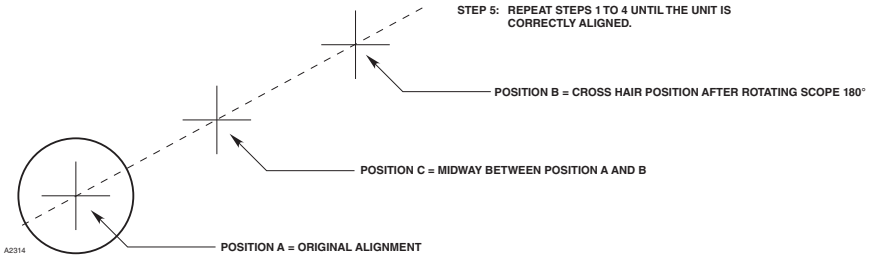 STEP 5: REPEAT STEPS 1 TO 4 UNTIL THE UNIT IS
CORRECTLY ALIGNED.
POSITION B = CROSS HAIR POSITION AFTER ROTATING SCOPE 180°
POSITION C = MIDWAY BETWEEN POSITION A AND B
POSITION A = ORIGINAL ALIGNMENT
A2314